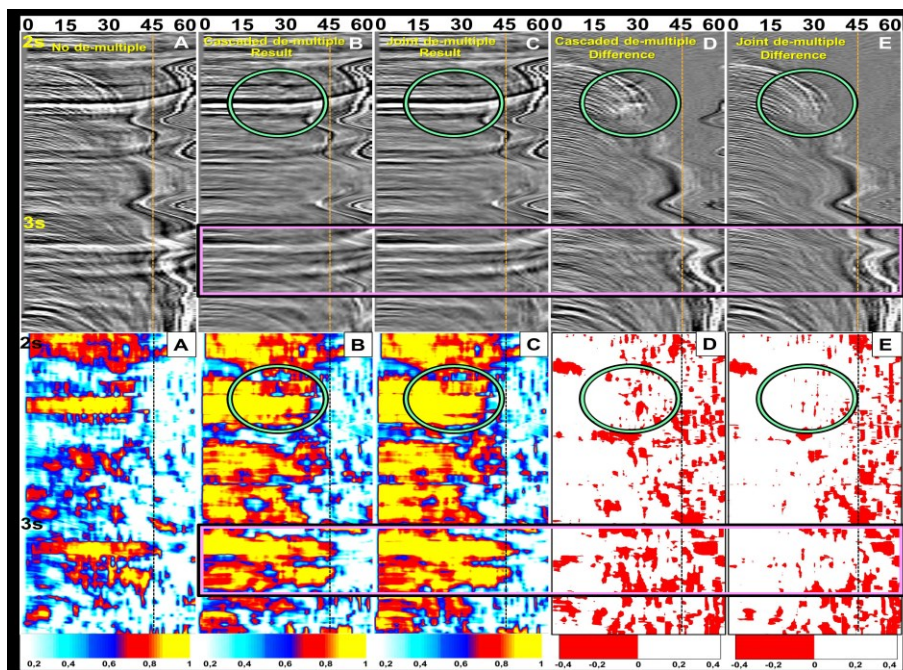 0 15 30 45 60 0 15 30 45 60 0 15 30 45 60 0 15 30 45 60 0 15 30 45 60
2s No de-multiple A Cascaded de-multiple B Joint de-multiple C Cascaded de-multiple D Joint de-multiple E
Result Result Difference Difference
3s
2s A B C D E
3s
0,2 0,4 0,6 0,8 1 0,2 0,4 0,6 0,8 1 0,2 0,4 0,6 0,8 1 -0,4 -0,2 0 0,2 0,4 -0,4 -0,2 0 0,2 0,4